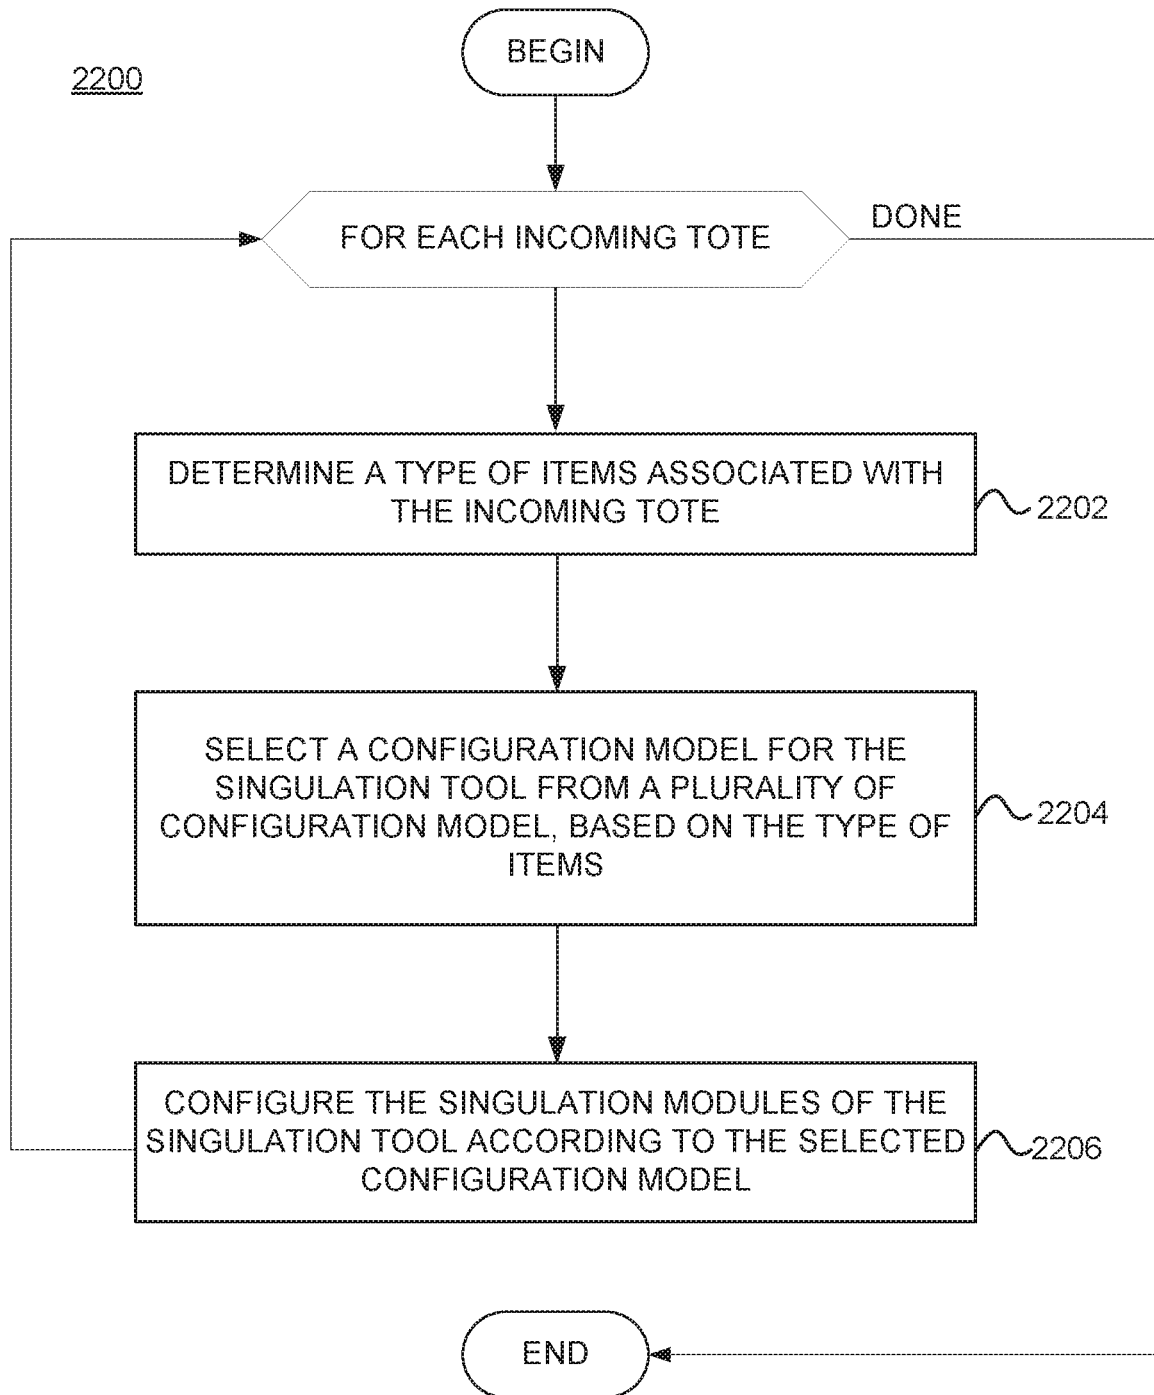 BEGIN
2200
FOR EACH INCOMING TOTE
DONE
DETERMINE A TYPE OF ITEMS ASSOCIATED WITH
THE INCOMING TOTE
2202
SELECT A CONFIGURATION MODEL FOR THE
SINGULATION TOOL FROM A PLURALITY OF
CONFIGURATION MODEL, BASED ON THE TYPE OF
ITEMS
2204
CONFIGURE THE SINGULATION MODULES OF THE
SINGULATION TOOL ACCORDING TO THE SELECTED
CONFIGURATION MODEL
2206
END